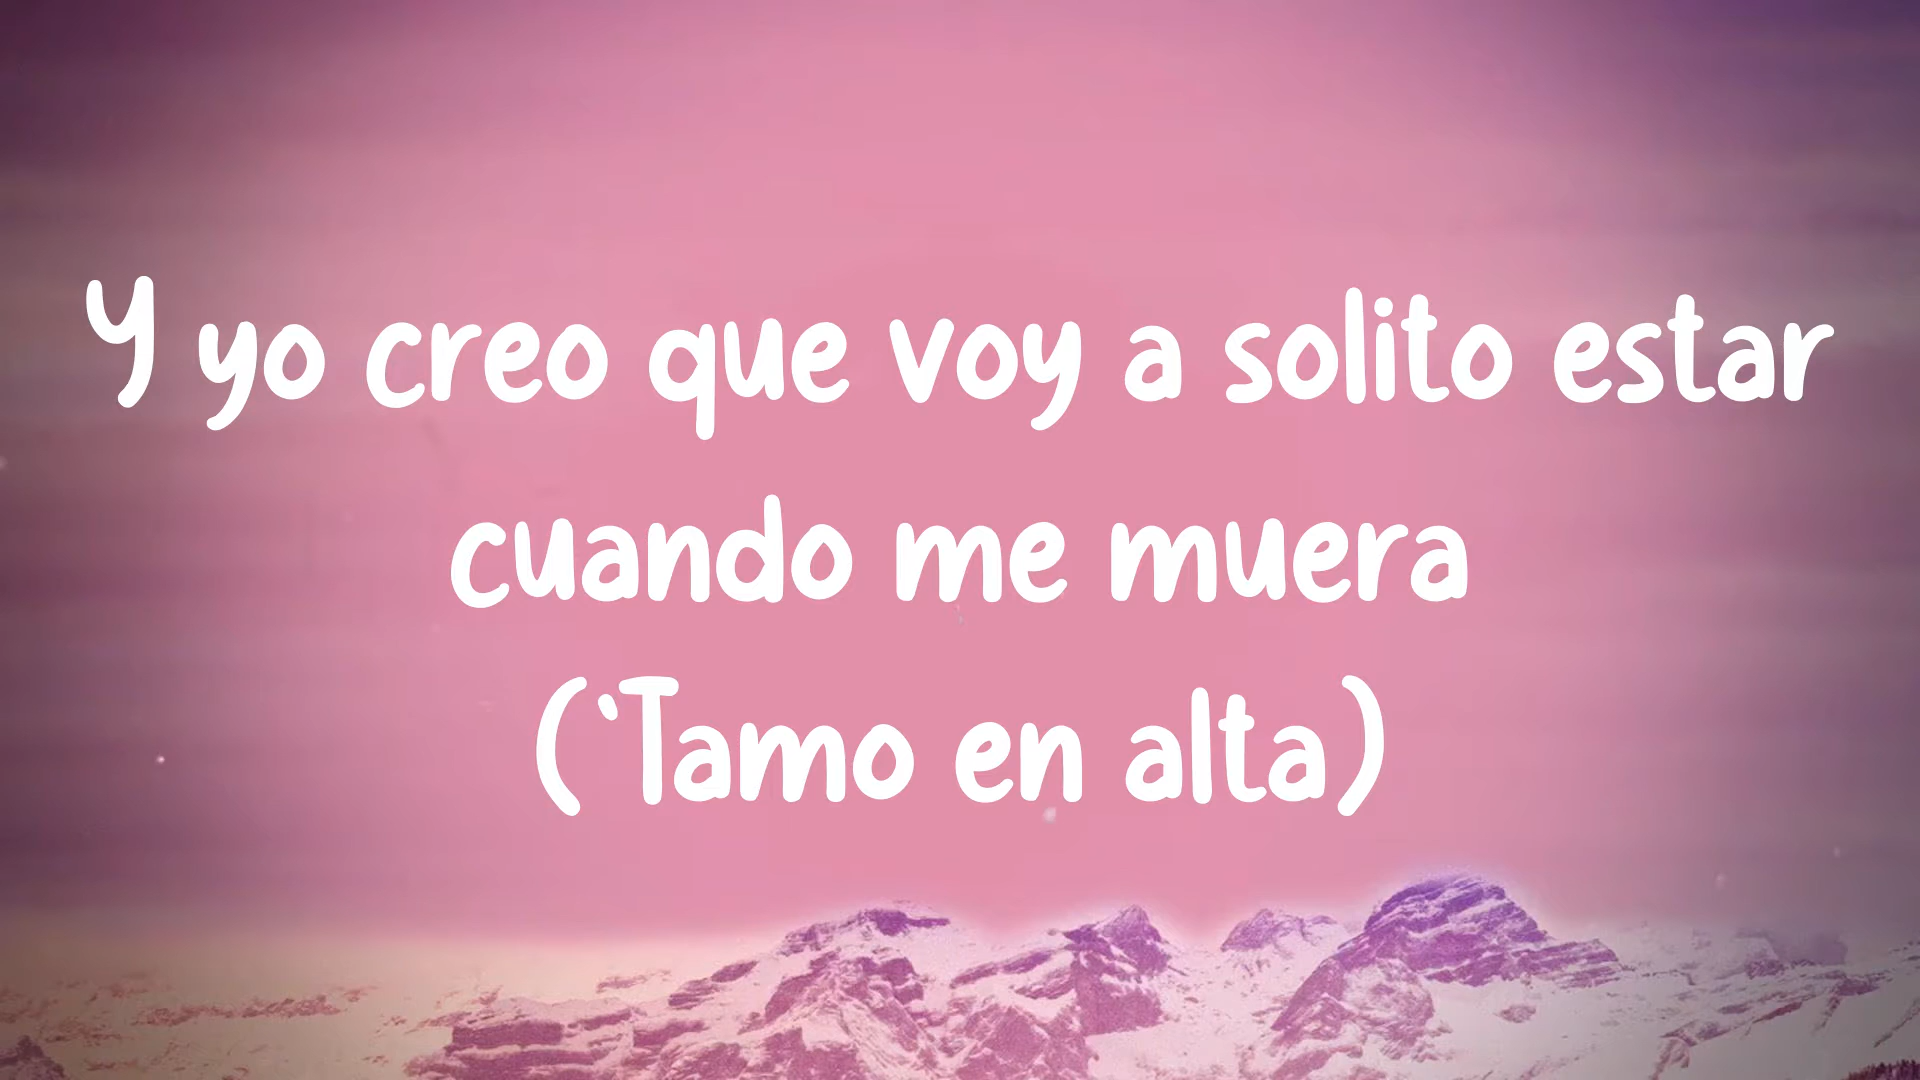 Y yo creo que voy a solito estar
cuando me muera
(‘Tamo en alta)